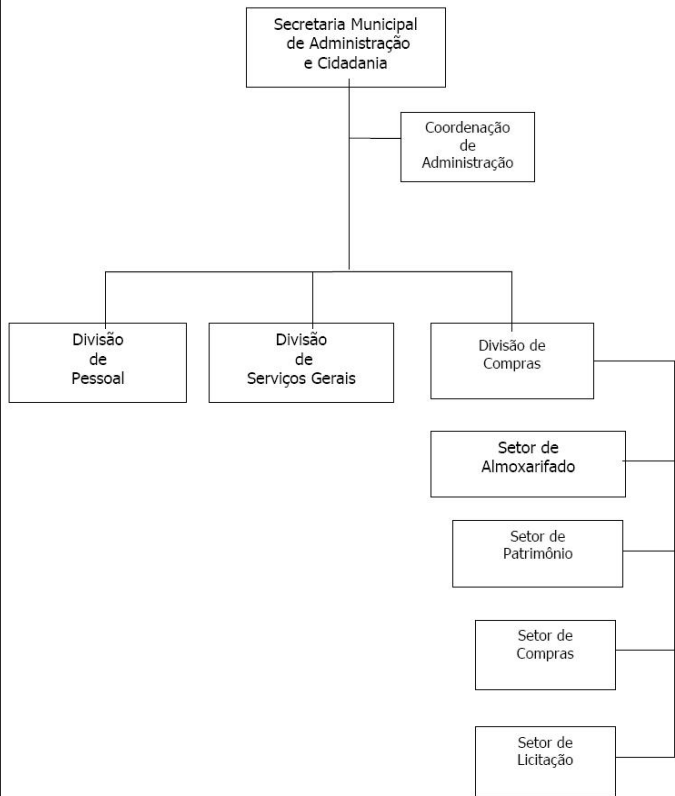 Secretaria Municipal
de Administração
e Cidadania
Coordenação
de
Administração
Divisão
de
Pessoal
Divisão
de
Serviços Gerais
Divisão de
Compras
Setor de
Almoxarifado
Setor de
Patrimônio
Setor de
Compras
Setor de
Licitação